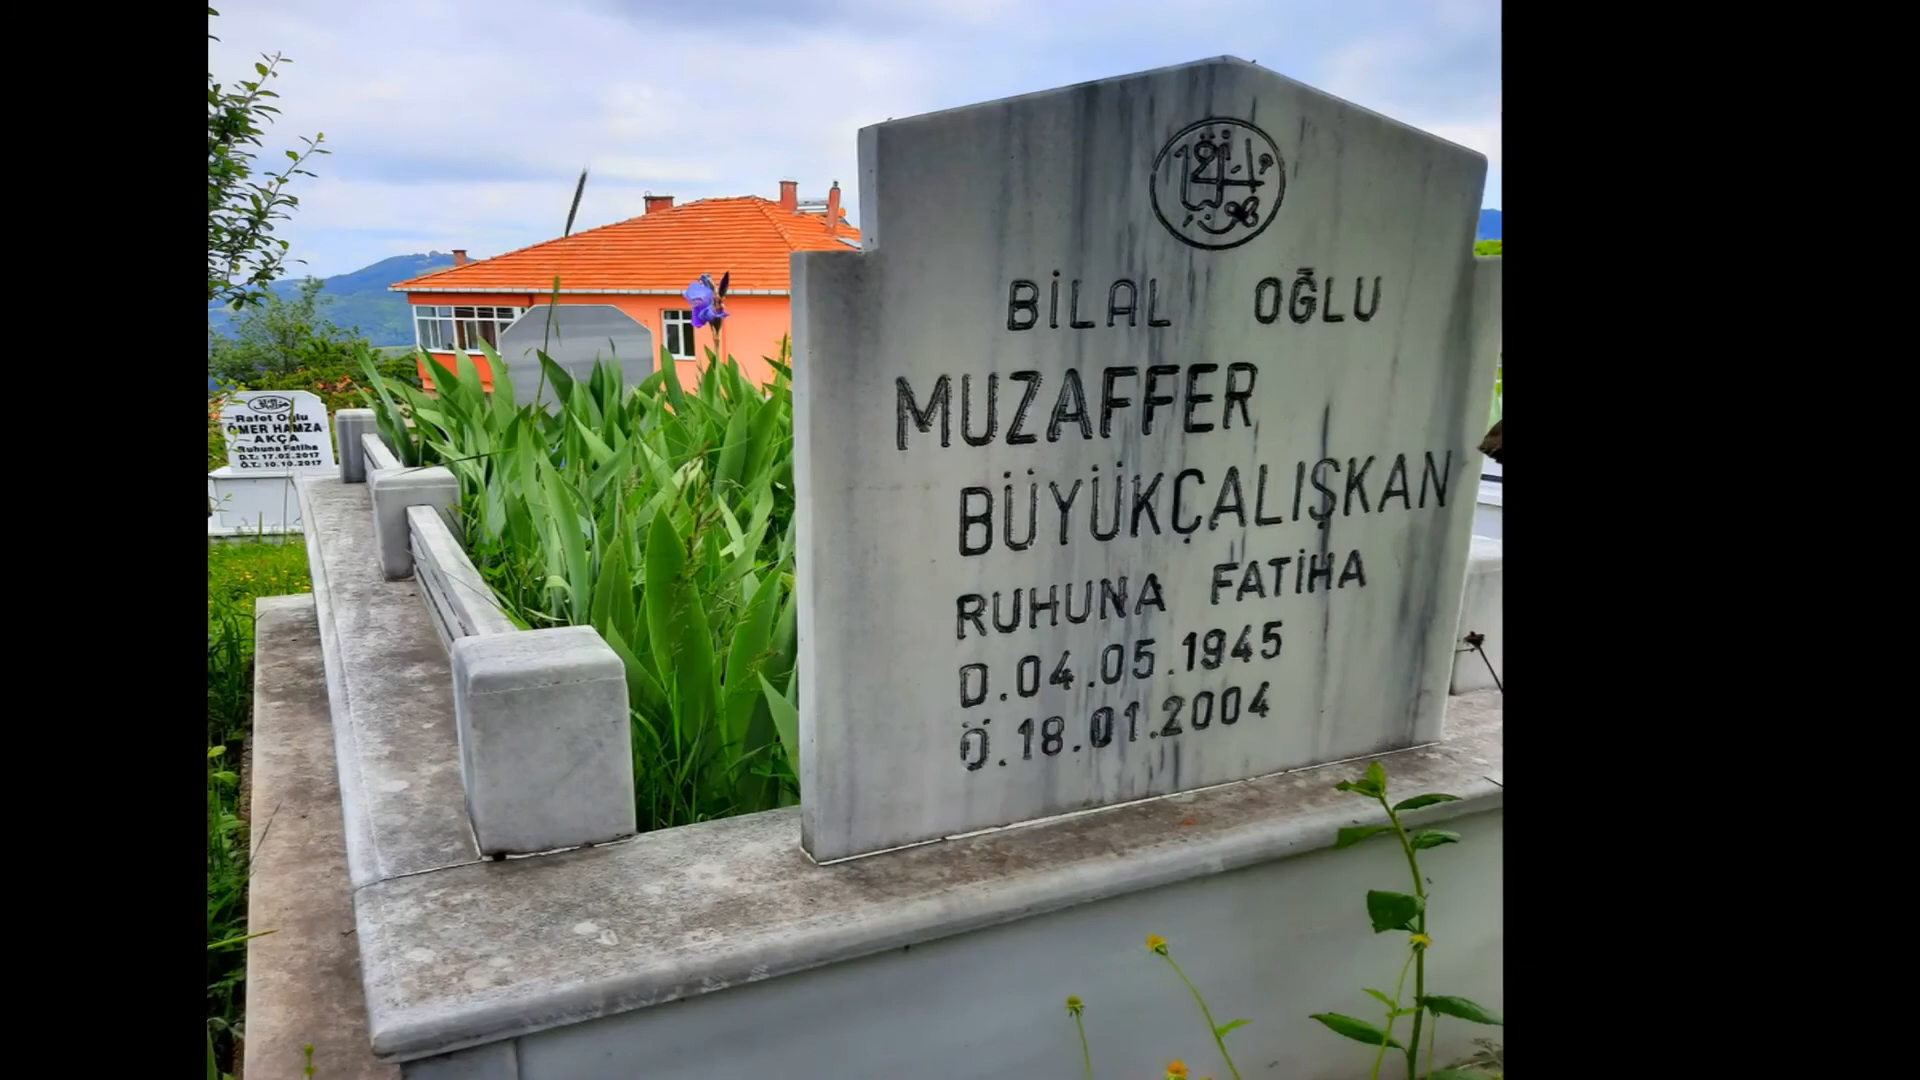 BİLAL OĞLU
MUZAFFER
BÜYÜKÇALIŞKAN
RUHUNA FATİHA
D.04.05.1945
Ö.18.01.2004
Rafet Oğlu
ÖMER HAMZA
AKÇA
Ruhuna Fatiha
D.T.: 17.02.2017
Ö.T.: 10.10.2017